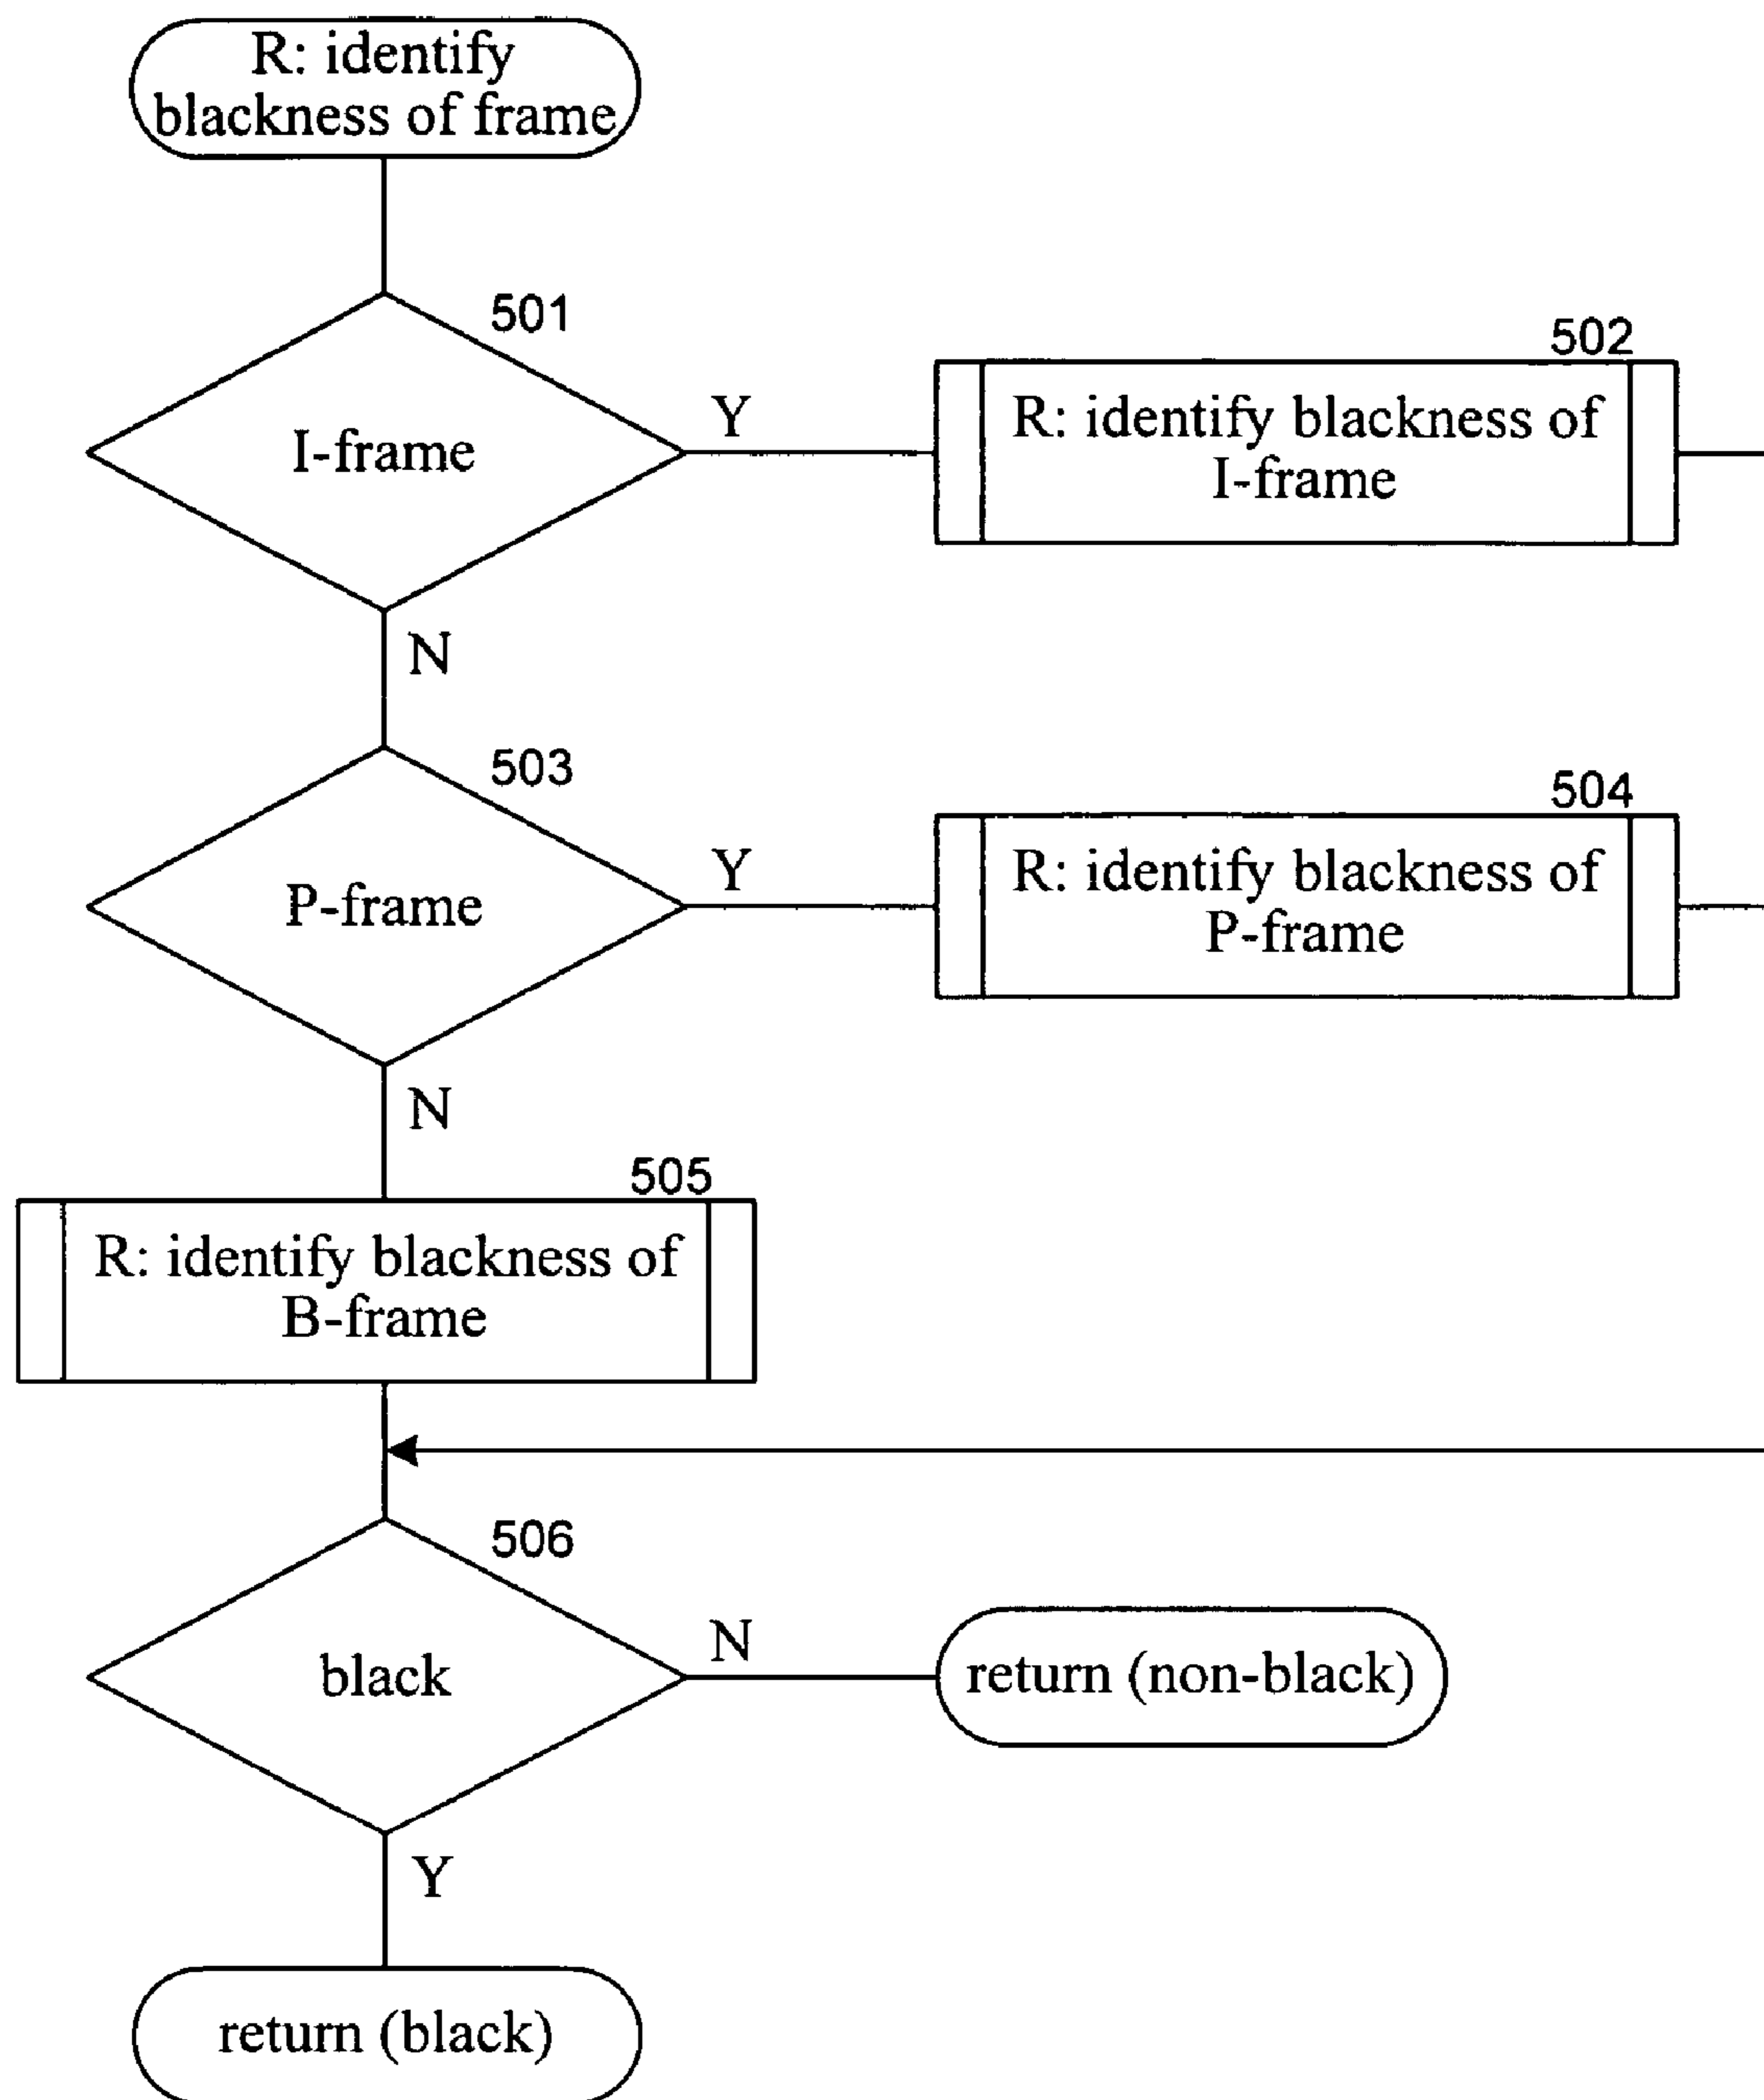 R: identify
blackness of frame
501
I-frame
Y
502
R: identify blackness of
I-frame
N
503
P-frame
Y
504
R: identify blackness of
P-frame
N
505
R: identify blackness of
B-frame
506
black
N
return (non-black)
Y
return (black)